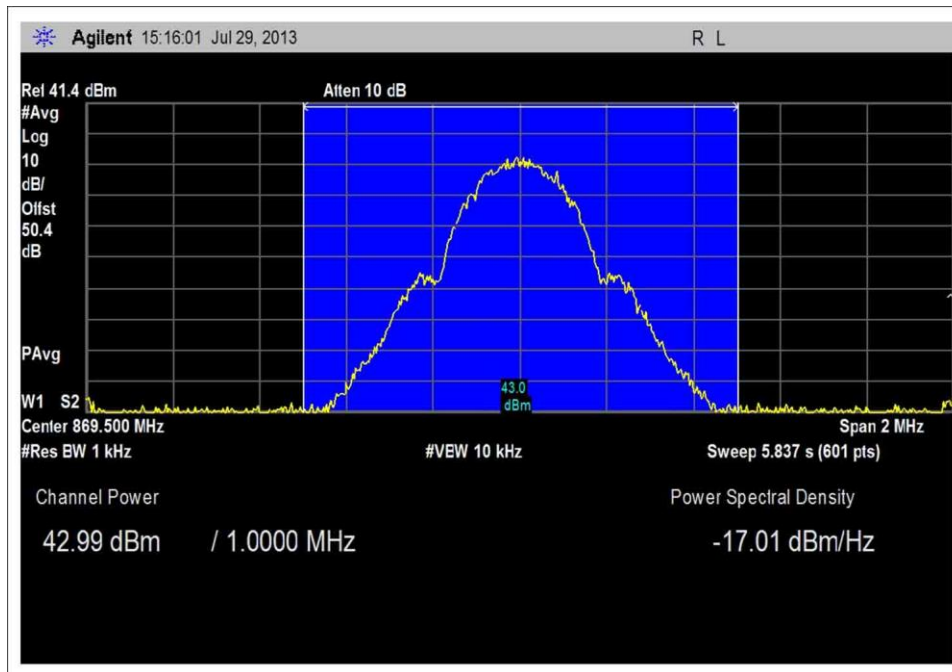 Agilent 15:16:01 Jul 29, 2013 R L
Rel 41.4 dBm Atten 10 dB
#Avg
Log
10
dB/
Offst
50.4
dB
PAvg
43.0
dBm
W1 S2
Center 869.500 MHz Span 2 MHz
#Res BW 1 kHz #VEW 10 kHz Sweep 5.837 s (601 pts)
Channel Power Power Spectral Density
42.99 dBm / 1.0000 MHz -17.01 dBm/Hz